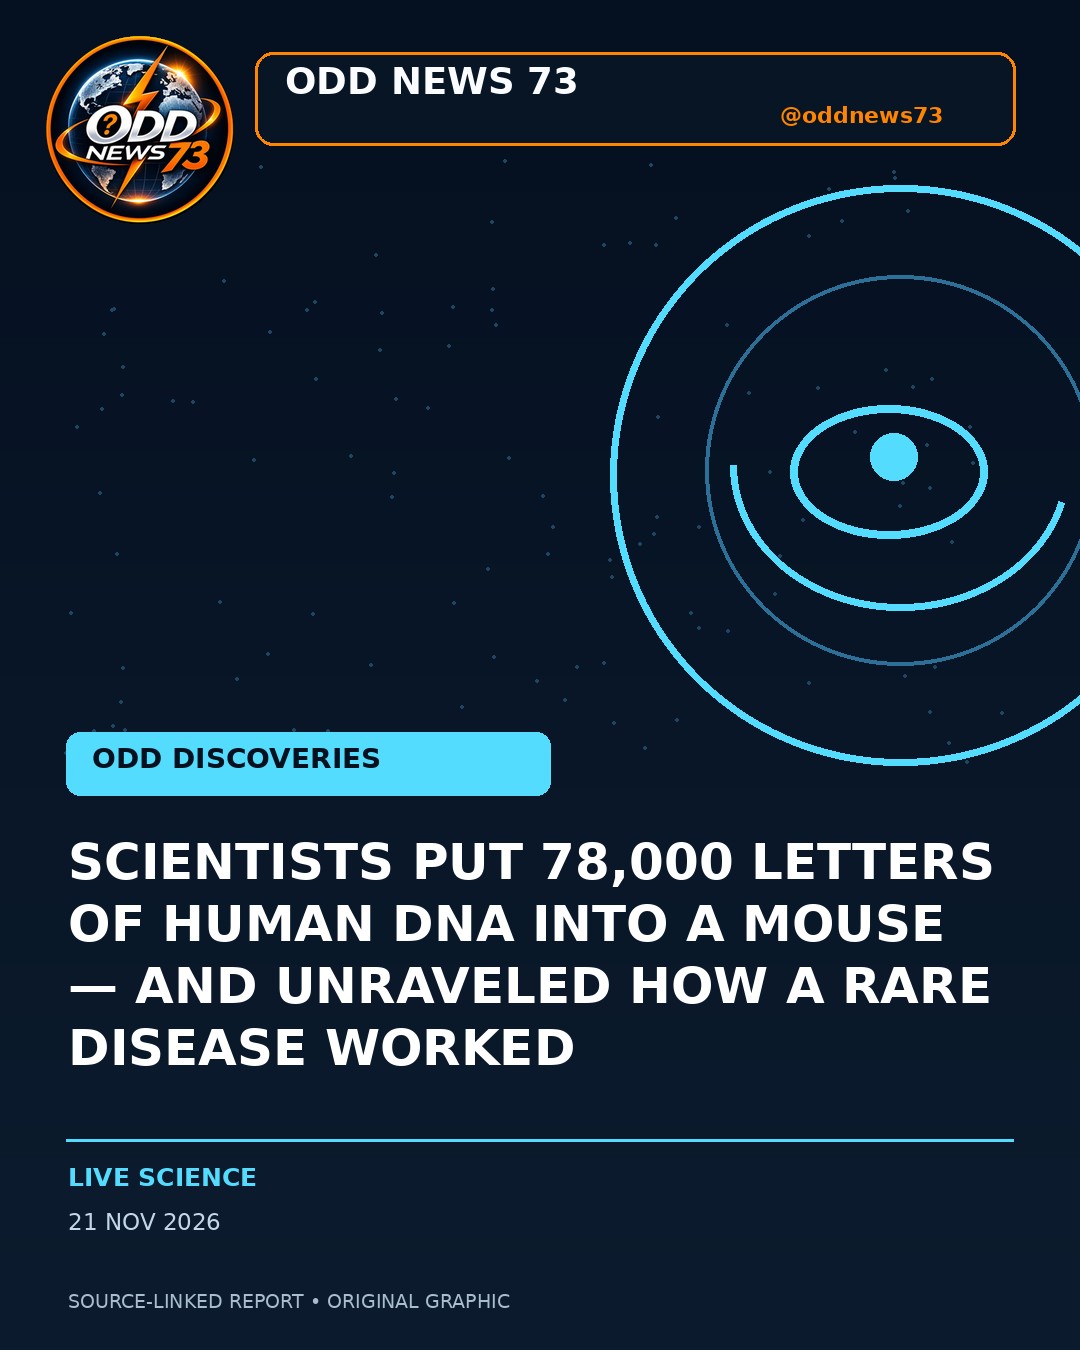 ODD
NEWS 73
ODD NEWS 73
@oddnews73
ODD DISCOVERIES
SCIENTISTS PUT 78,000 LETTERS
OF HUMAN DNA INTO A MOUSE
— AND UNRAVELED HOW A RARE
DISEASE WORKED
LIVE SCIENCE
21 NOV 2026
SOURCE-LINKED REPORT • ORIGINAL GRAPHIC